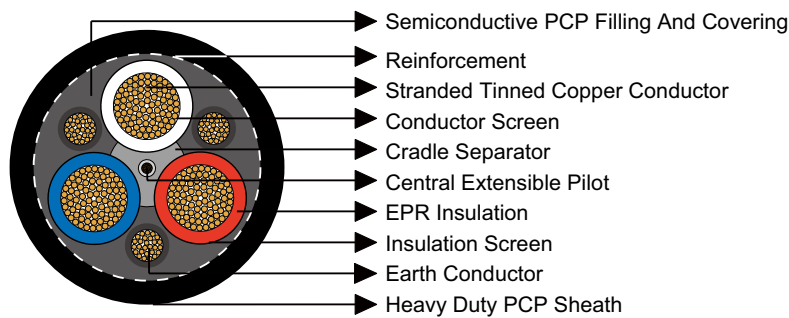 Semiconductive PCP Filling And Covering
Reinforcement
Stranded Tinned Copper Conductor
Conductor Screen
Cradle Separator
Central Extensible Pilot
EPR Insulation
Insulation Screen
Earth Conductor
Heavy Duty PCP Sheath